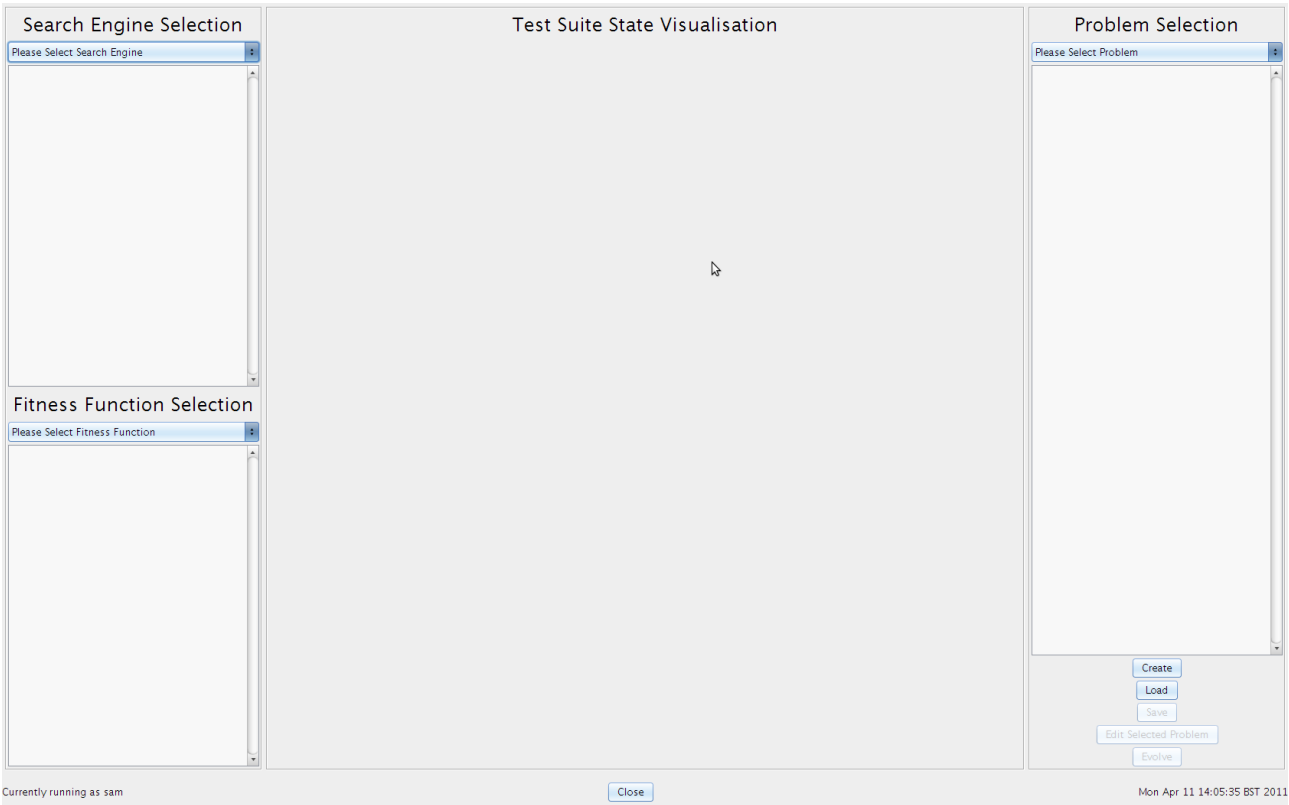 Search Engine Selection
Please Select Search Engine
Fitness Function Selection
Please Select Fitness Function
Test Suite State Visualisation
Problem Selection
Please Select Problem
Create
Load
Save
Edit Selected Problem
Evolve
Currently running as sam
Close
Mon Apr 11 14:05:35 BST 2011